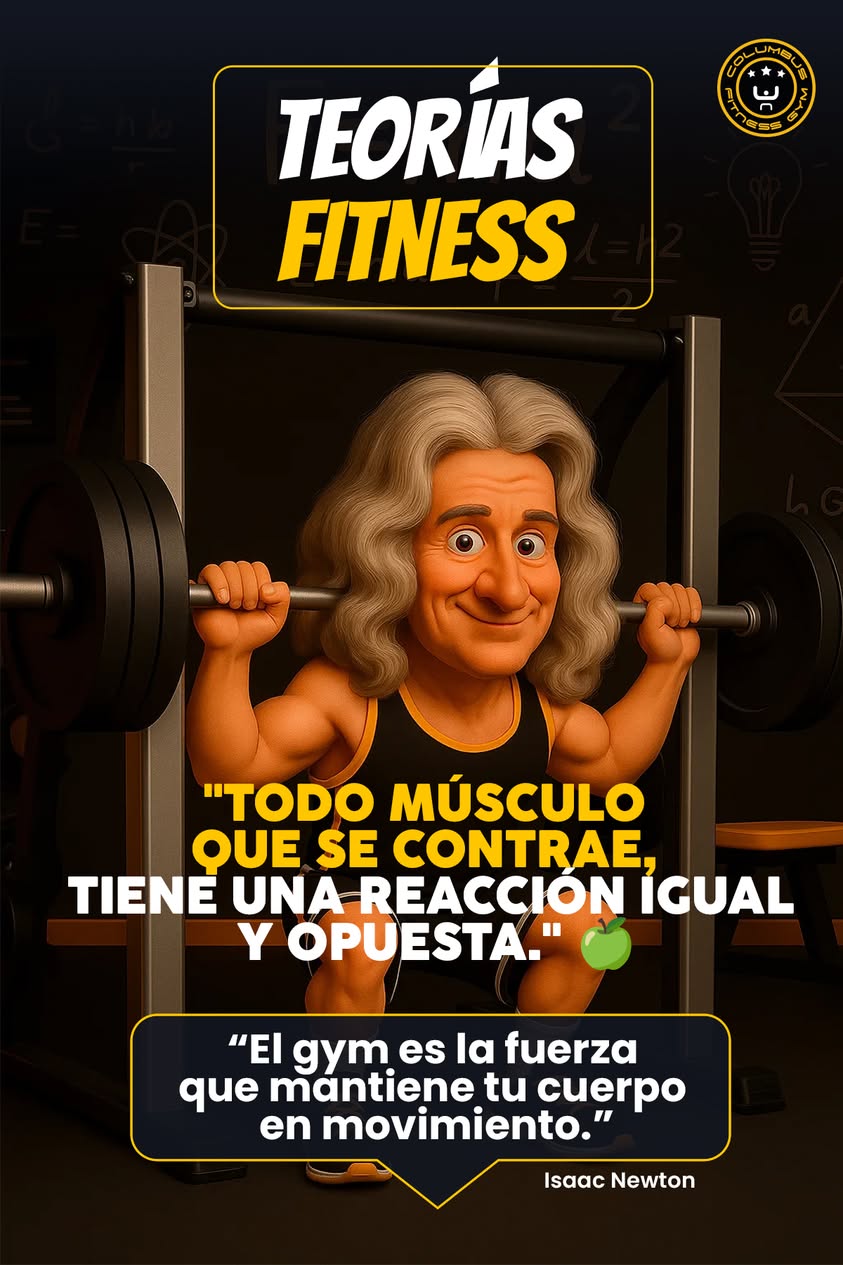 TEORÍAS
FITNESS
COLUMBUS
FITNESS GYM
"TODO MÚSCULO
QUE SE CONTRAE,
TIENE UNA REACCIÓN IGUAL
Y OPUESTA." 🍏
“El gym es la fuerza
que mantiene tu cuerpo
en movimiento.”
Isaac Newton